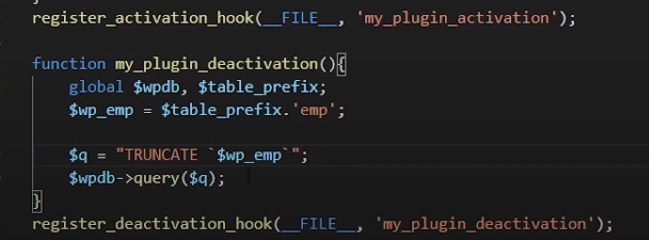 register_activation_hook(__FILE__, 'my_plugin_activation');
function my_plugin_deactivation(){
    global $wpdb, $table_prefix;
    $wp_emp = $table_prefix.'emp';
    $q = "TRUNCATE `$wp_emp`";
    $wpdb->query($q);
}
register_deactivation_hook(__FILE__, 'my_plugin_deactivation');